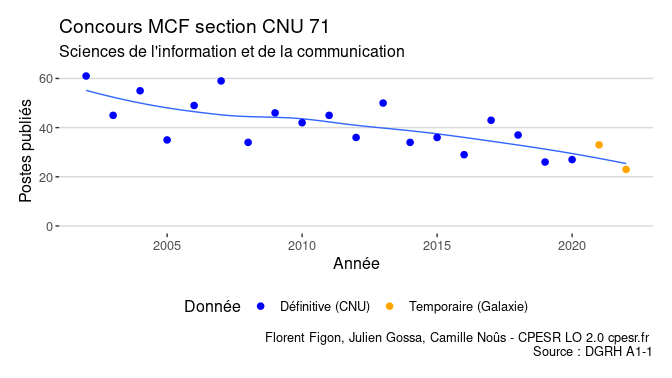 Concours MCF section CNU 71
Sciences de l'information et de la communication
Postes publiés
60
40
20
0
2005 2010 2015 2020
Année
Donnée Définitive (CNU) Temporaire (Galaxie)
Florent Figon, Julien Gossa, Camille Noûs - CPESR LO 2.0 cpesr.fr
Source : DGRH A1-1